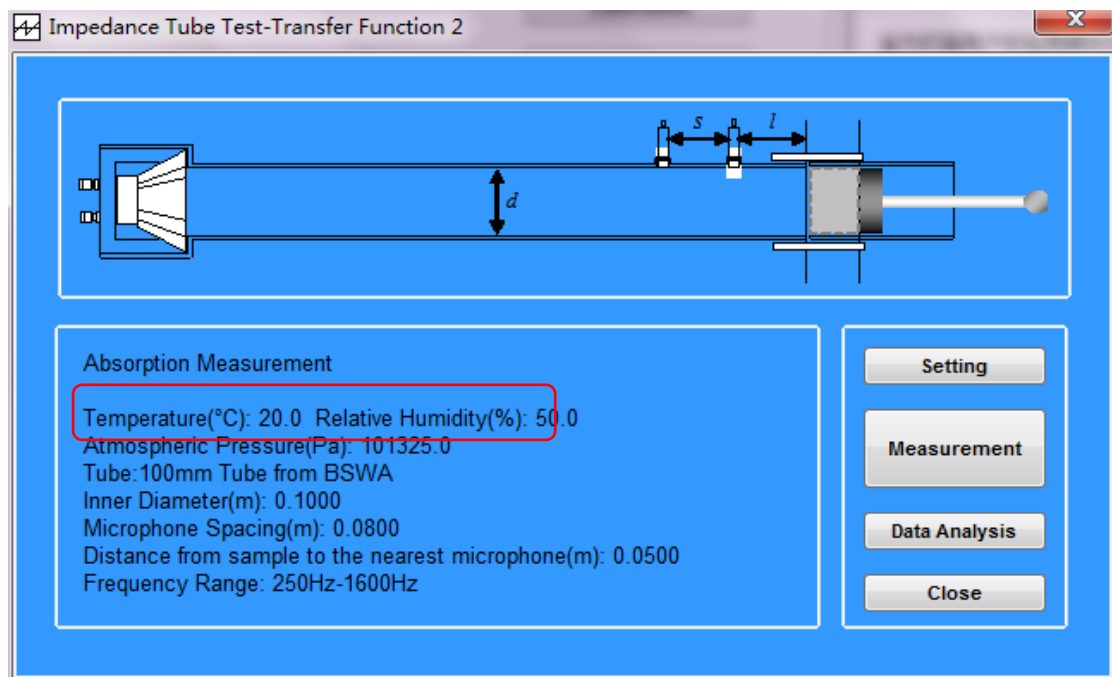 Impedance Tube Test-Transfer Function 2
s
l
d
Absorption Measurement
Temperature(°C): 20.0 Relative Humidity(%): 50.0
Atmospheric Pressure(Pa): 101325.0
Tube:100mm Tube from BSWA
Inner Diameter(m): 0.1000
Microphone Spacing(m): 0.0800
Distance from sample to the nearest microphone(m): 0.0500
Frequency Range: 250Hz-1600Hz
Setting
Measurement
Data Analysis
Close